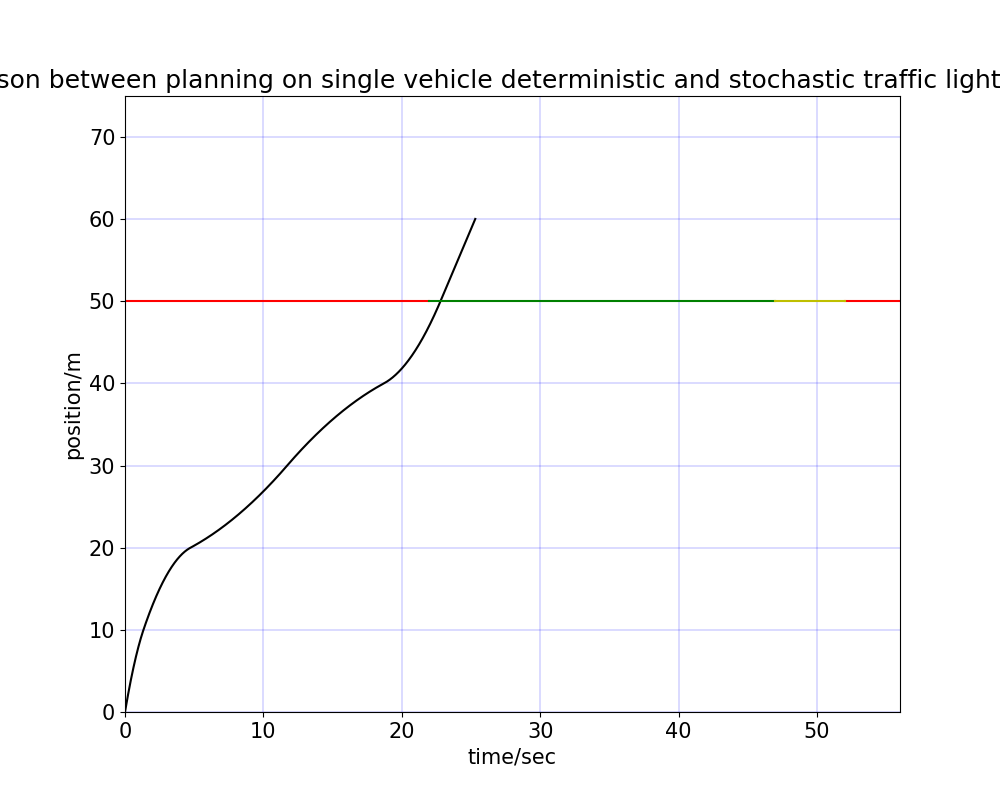 son between planning on single vehicle deterministic and stochastic traffic light
70
60
50
40
30
20
10
0
position/m
0 10 20 30 40 50
time/sec